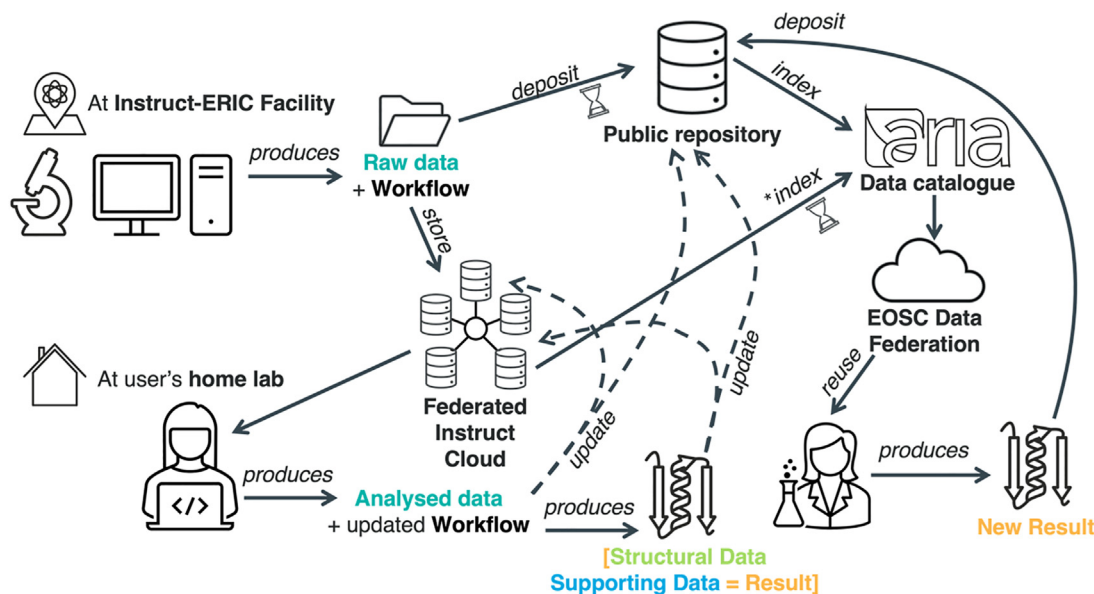 deposit
deposit
index
At Instruct-ERIC Facility
produces
Public repository
aria
Raw data
+ Workflow
Data catalogue
*index
store
EOSC Data
Federation
At user's home lab
reuse
update
Federated
Instruct
Cloud
update
produces
produces
produces
Analysed data
+ updated Workflow
New Result
[Structural Data
Supporting Data = Result]